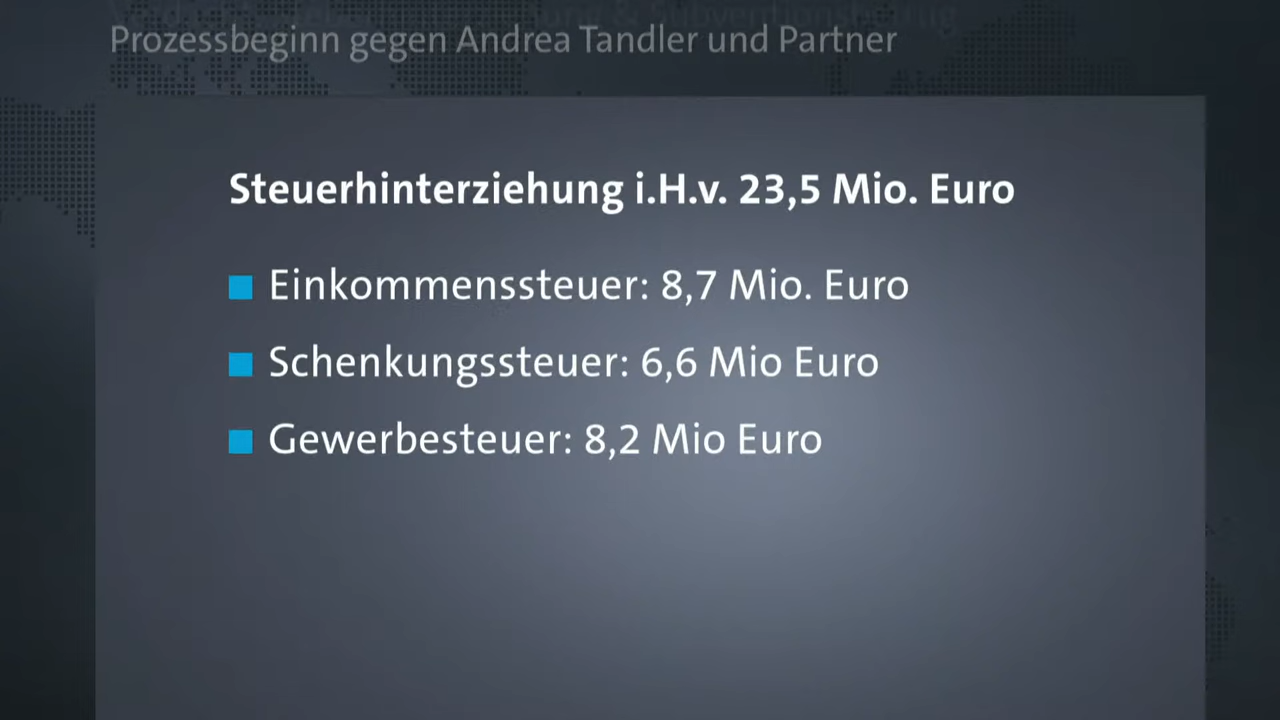 Prozessbeginn gegen Andrea Tandler und Partner
Steuerhinterziehung i.H.v. 23,5 Mio. Euro
Einkommenssteuer: 8,7 Mio. Euro
Schenkungssteuer: 6,6 Mio Euro
Gewerbesteuer: 8,2 Mio Euro